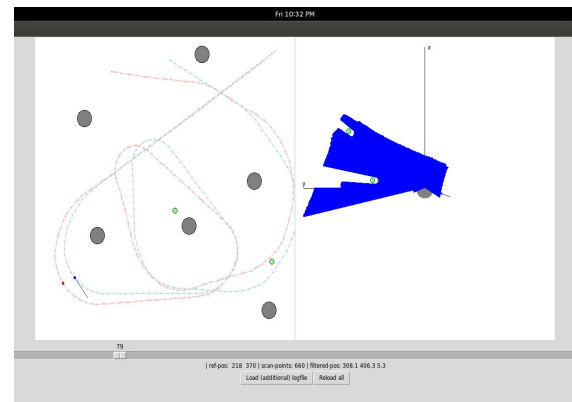 Fri 10:32 PM
x
y
79
| ref-pos: 218 370 | scan-points: 660 | filtered-pos: 308.1 406.3 5.3
Load (additional) logfile Reload all